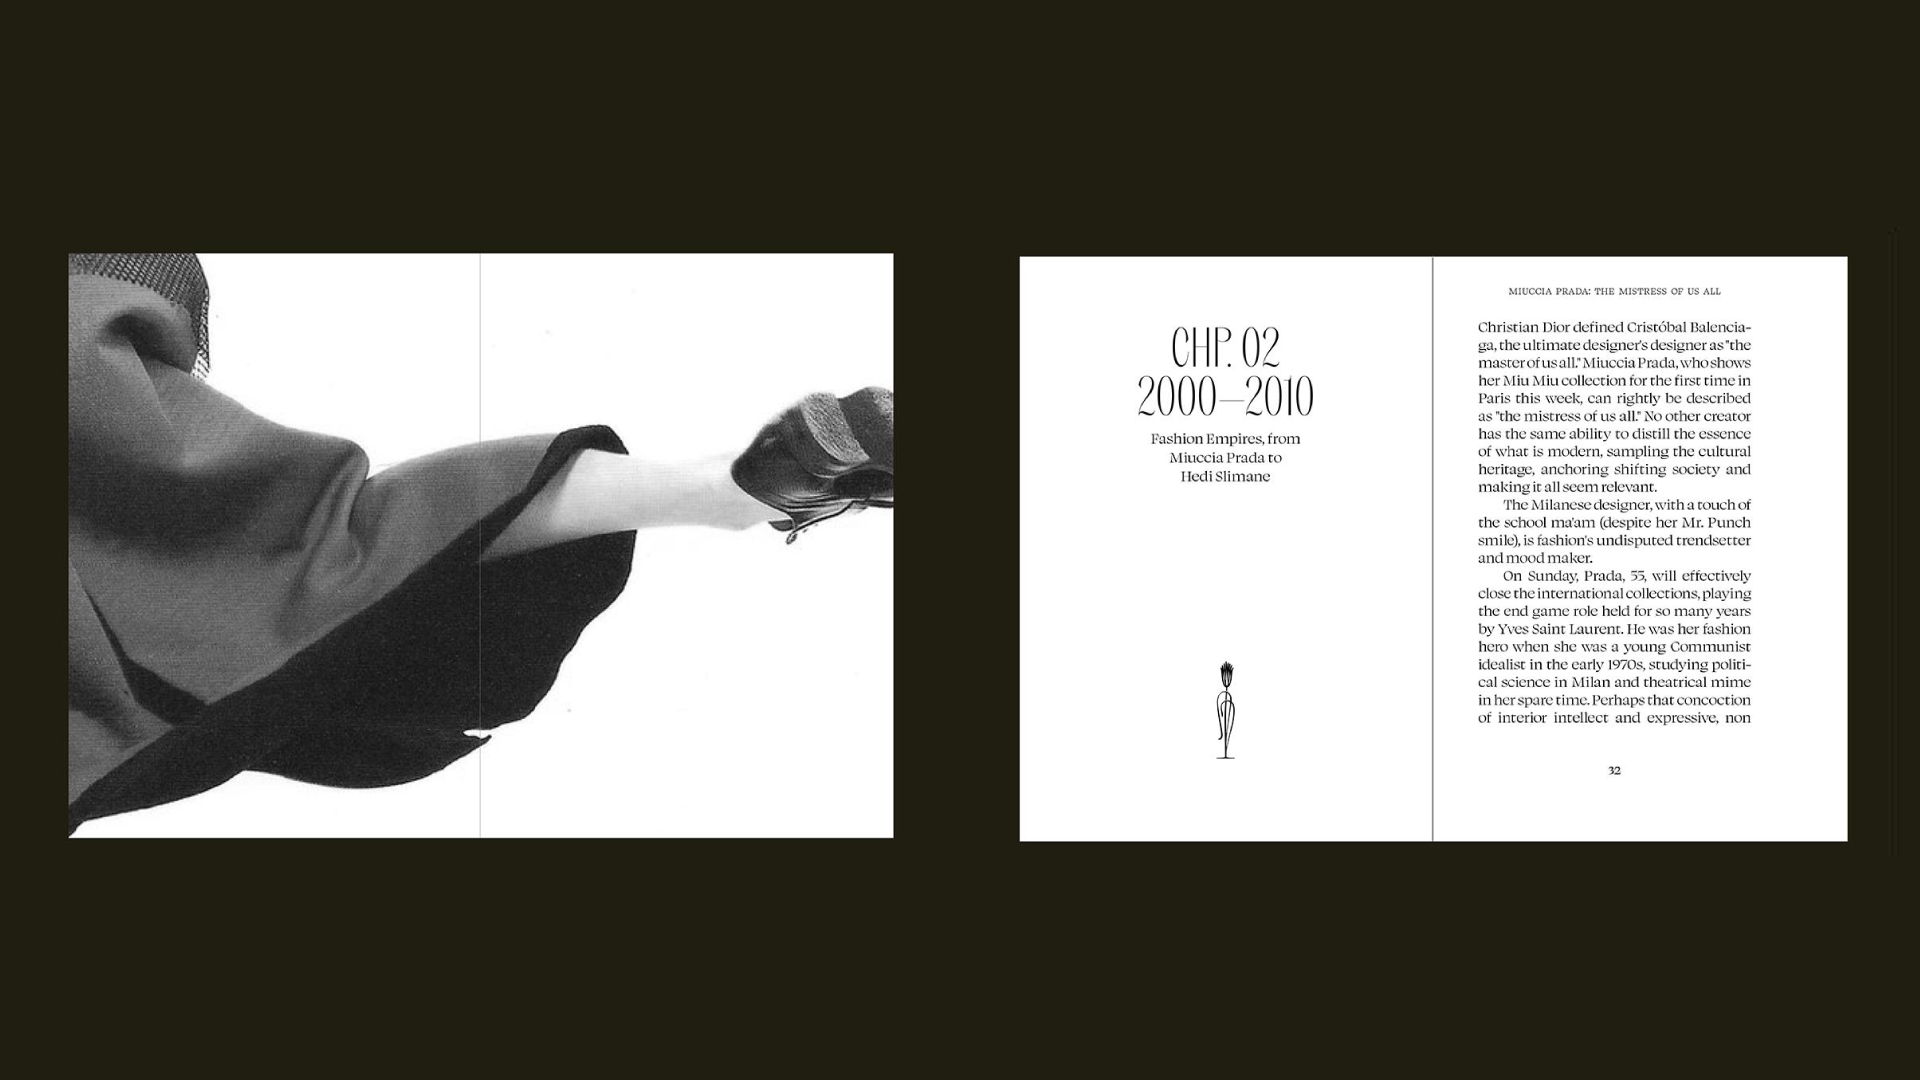 CHP. 02
2000—2010
Fashion Empires, from
Miuccia Prada to
Hedi Slimane
MIUCCIA PRADA: THE MISTRESS OF US ALL
Christian Dior defined Cristóbal Balencia-
ga, the ultimate designer's designer as "the
master of us all." Miuccia Prada, who shows
her Miu Miu collection for the first time in
Paris this week, can rightly be described
as "the mistress of us all." No other creator
has the same ability to distill the essence
of what is modern, sampling the cultural
heritage, anchoring shifting society and
making it all seem relevant.
The Milanese designer, with a touch of
the school ma'am (despite her Mr. Punch
smile), is fashion's undisputed trendsetter
and mood maker.
On Sunday, Prada, 55, will effectively
close the international collections, playing
the end game role held for so many years
by Yves Saint Laurent. He was her fashion
hero when she was a young Communist
idealist in the early 1970s, studying politi-
cal science in Milan and theatrical mime
in her spare time. Perhaps that concoction
of interior intellect and expressive, non
32